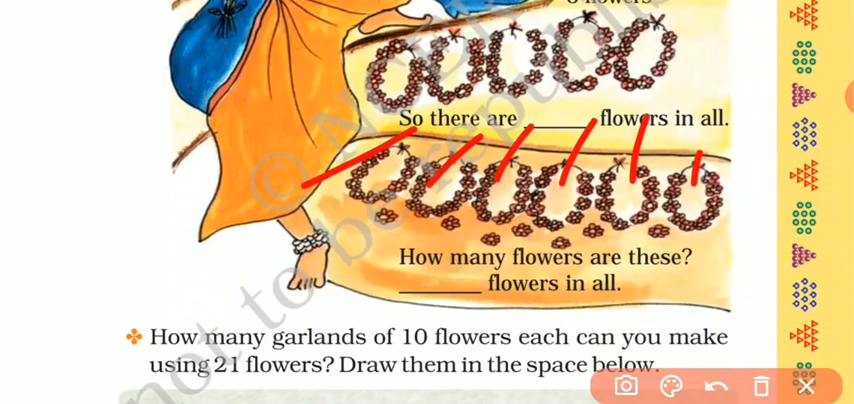 So there are ______ flowers in all.
How many flowers are these?
________ flowers in all.
How many garlands of 10 flowers each can you make
using 21 flowers? Draw them in the space below.